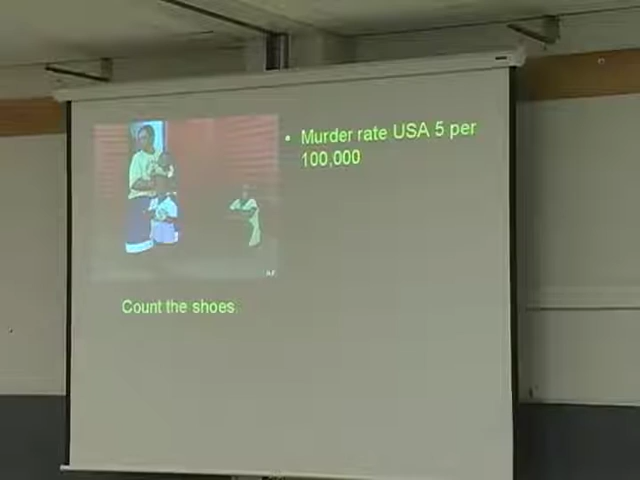 • Murder rate USA 5 per
100,000
Count the shoes.